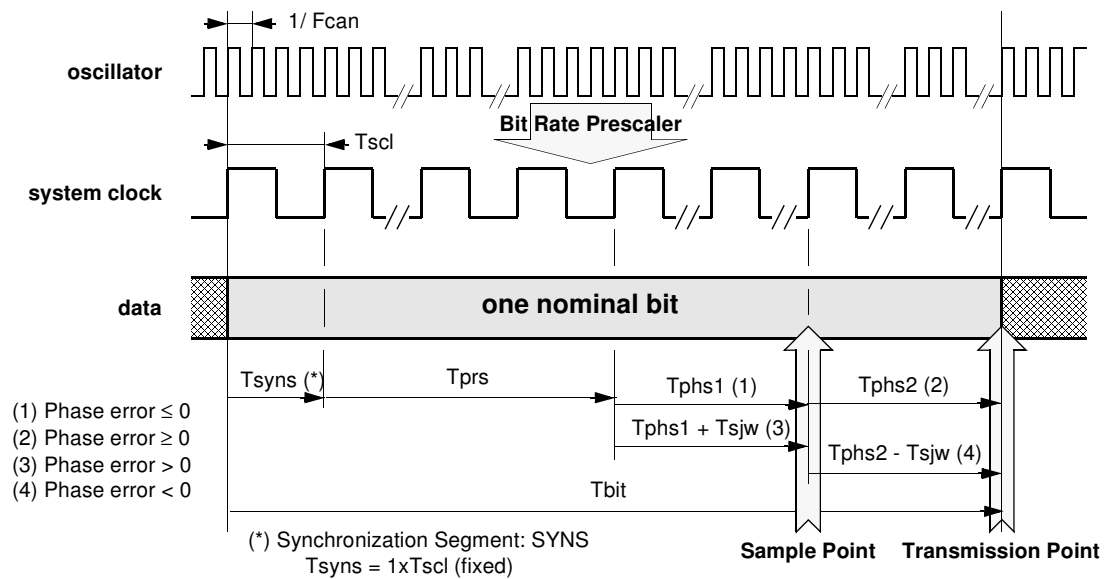 1/ Fcan
oscillator
Bit Rate Prescaler
Tscl
system clock
data
one nominal bit
Tsyns (*)
Tprs
Tphs1 (1)
Tphs2 (2)
(1) Phase error ≤ 0
(2) Phase error ≥ 0
(3) Phase error > 0
(4) Phase error < 0
Tphs1 + Tsjw (3)
Tphs2 - Tsjw (4)
Tbit
(*) Synchronization Segment: SYNS
Tsyns = 1xTscl (fixed)
Sample Point
Transmission Point